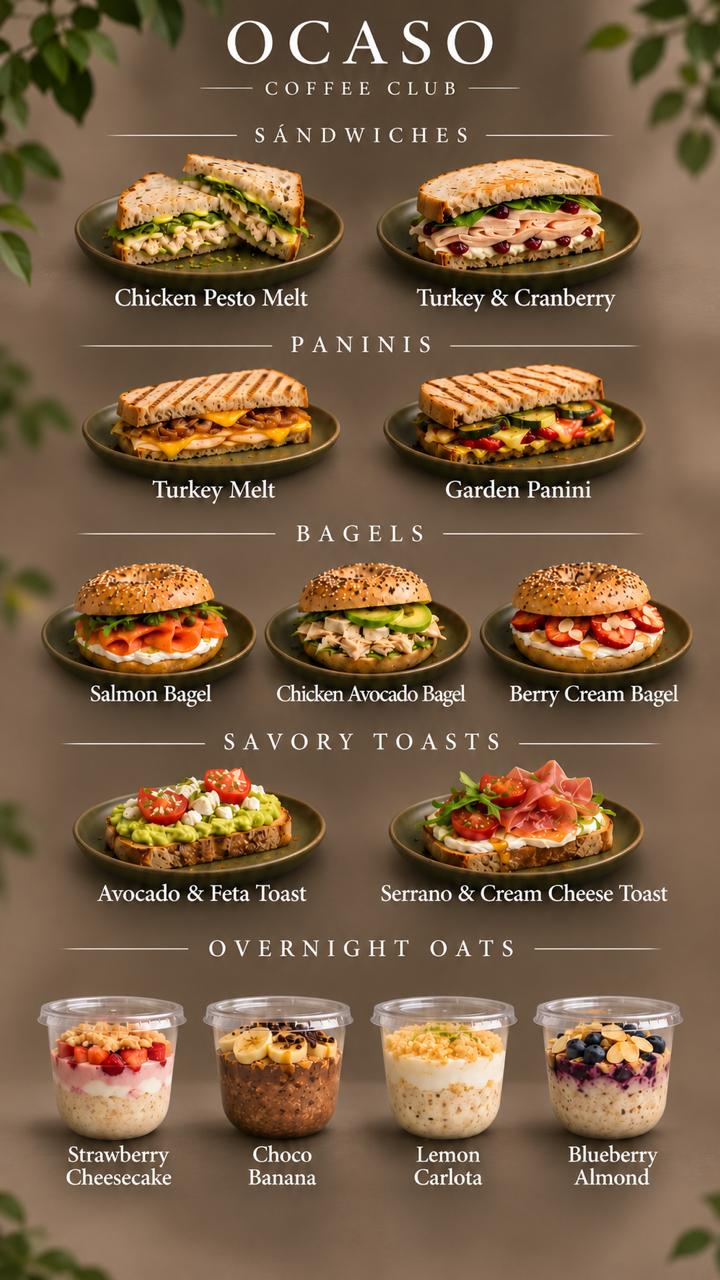 OCASO
COFFEE CLUB
SÁNDWICHES
Chicken Pesto Melt
Turkey & Cranberry
PANINIS
Turkey Melt
Garden Panini
BAGELS
Salmon Bagel
Chicken Avocado Bagel
Berry Cream Bagel
SAVORY TOASTS
Avocado & Feta Toast
Serrano & Cream Cheese Toast
OVERNIGHT OATS
Strawberry
Cheesecake
Choco
Banana
Lemon
Carlota
Blueberry
Almond